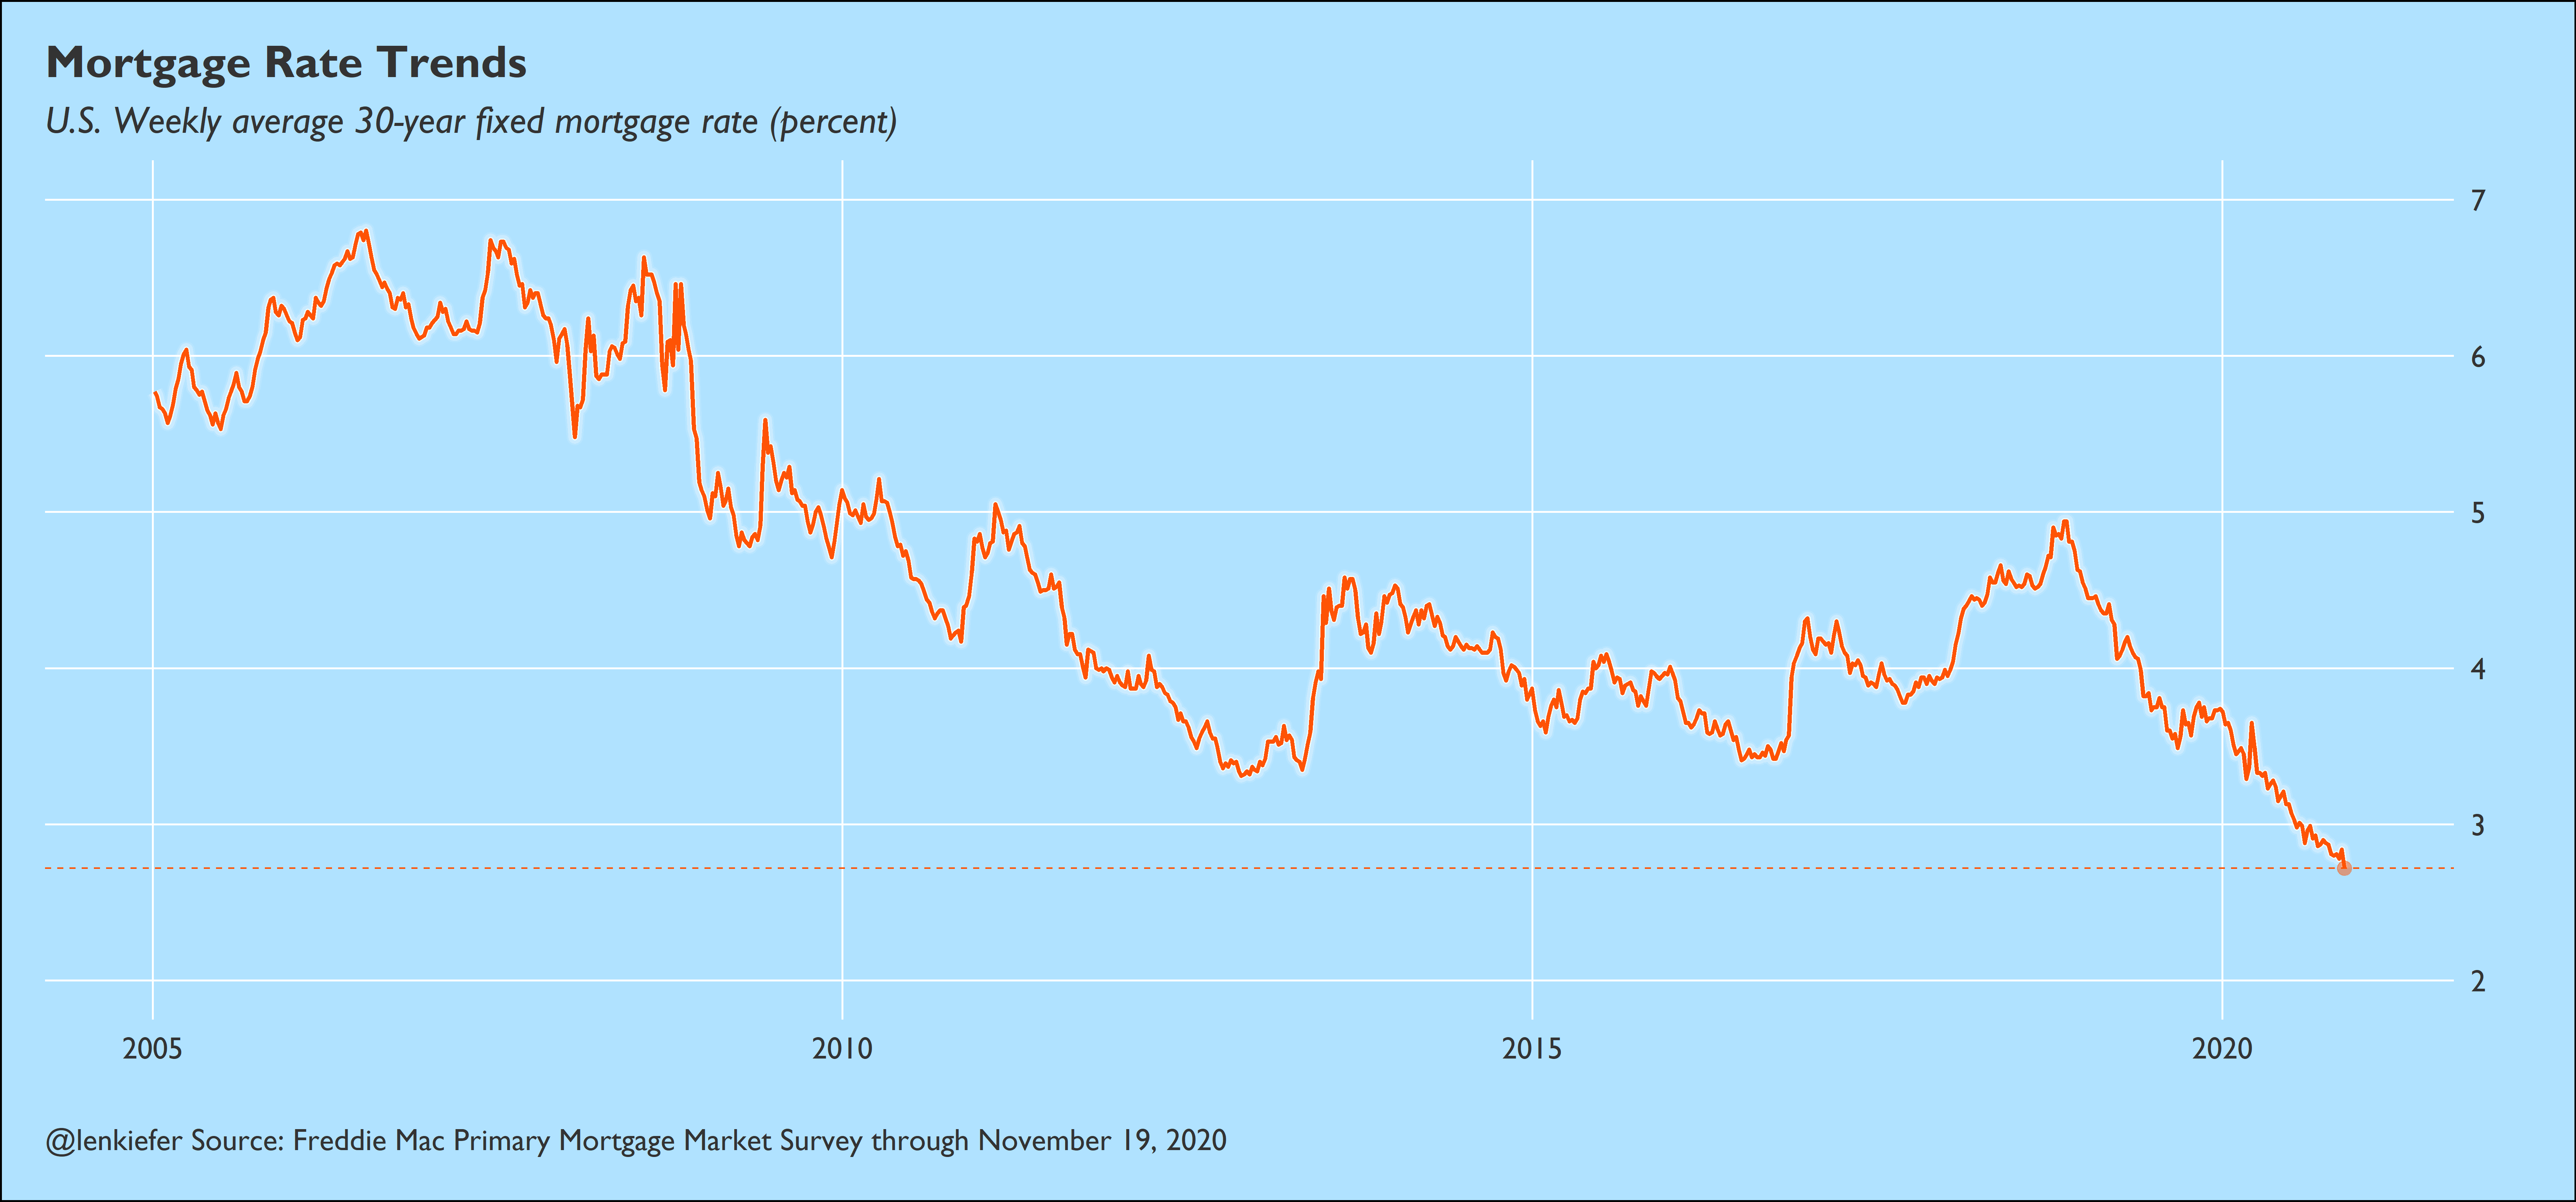 Mortgage Rate Trends
U.S. Weekly average 30-year fixed mortgage rate (percent)
7
6
5
4
3
2
2005 2010 2015 2020
@lenkiefer Source: Freddie Mac Primary Mortgage Market Survey through November 19, 2020